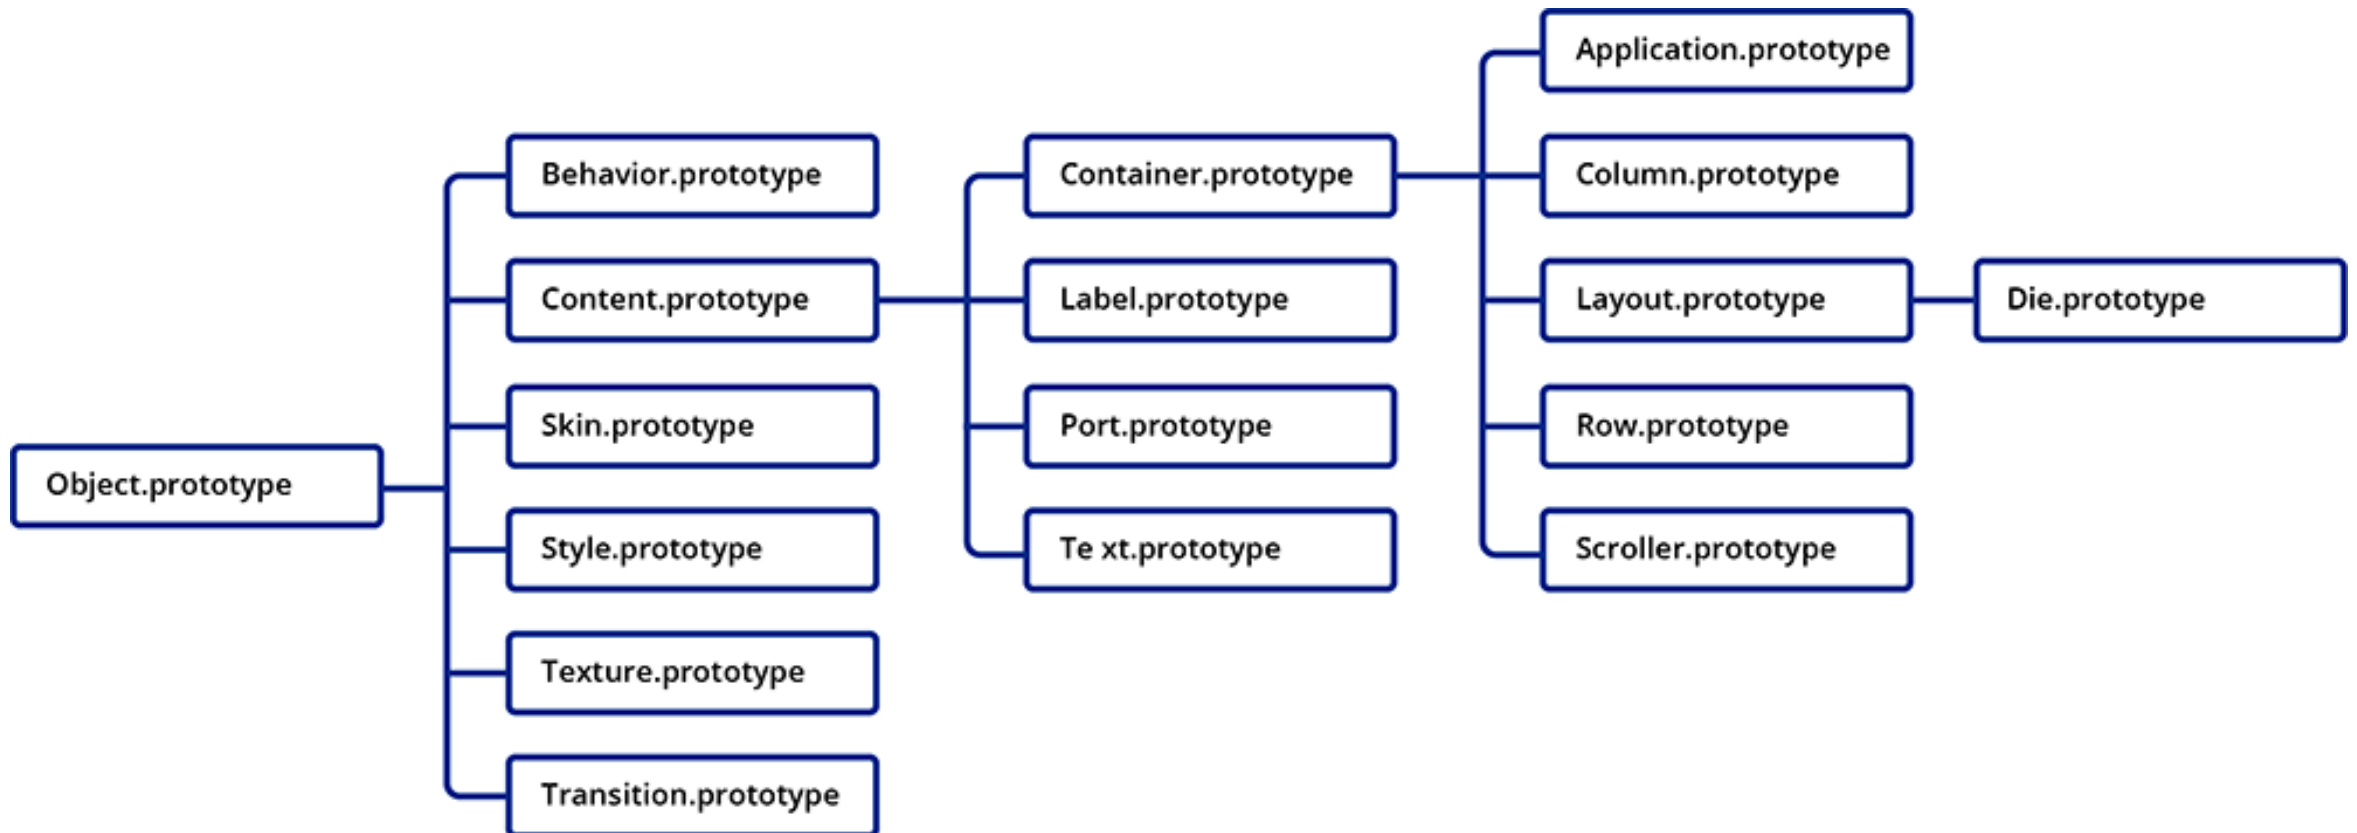 Application.prototype
Behavior.prototype
Container.prototype
Column.prototype
Content.prototype
Label.prototype
Layout.prototype
Die.prototype
Skin.prototype
Port.prototype
Row.prototype
Object.prototype
Style.prototype
Te xt.prototype
Scroller.prototype
Texture.prototype
Transition.prototype